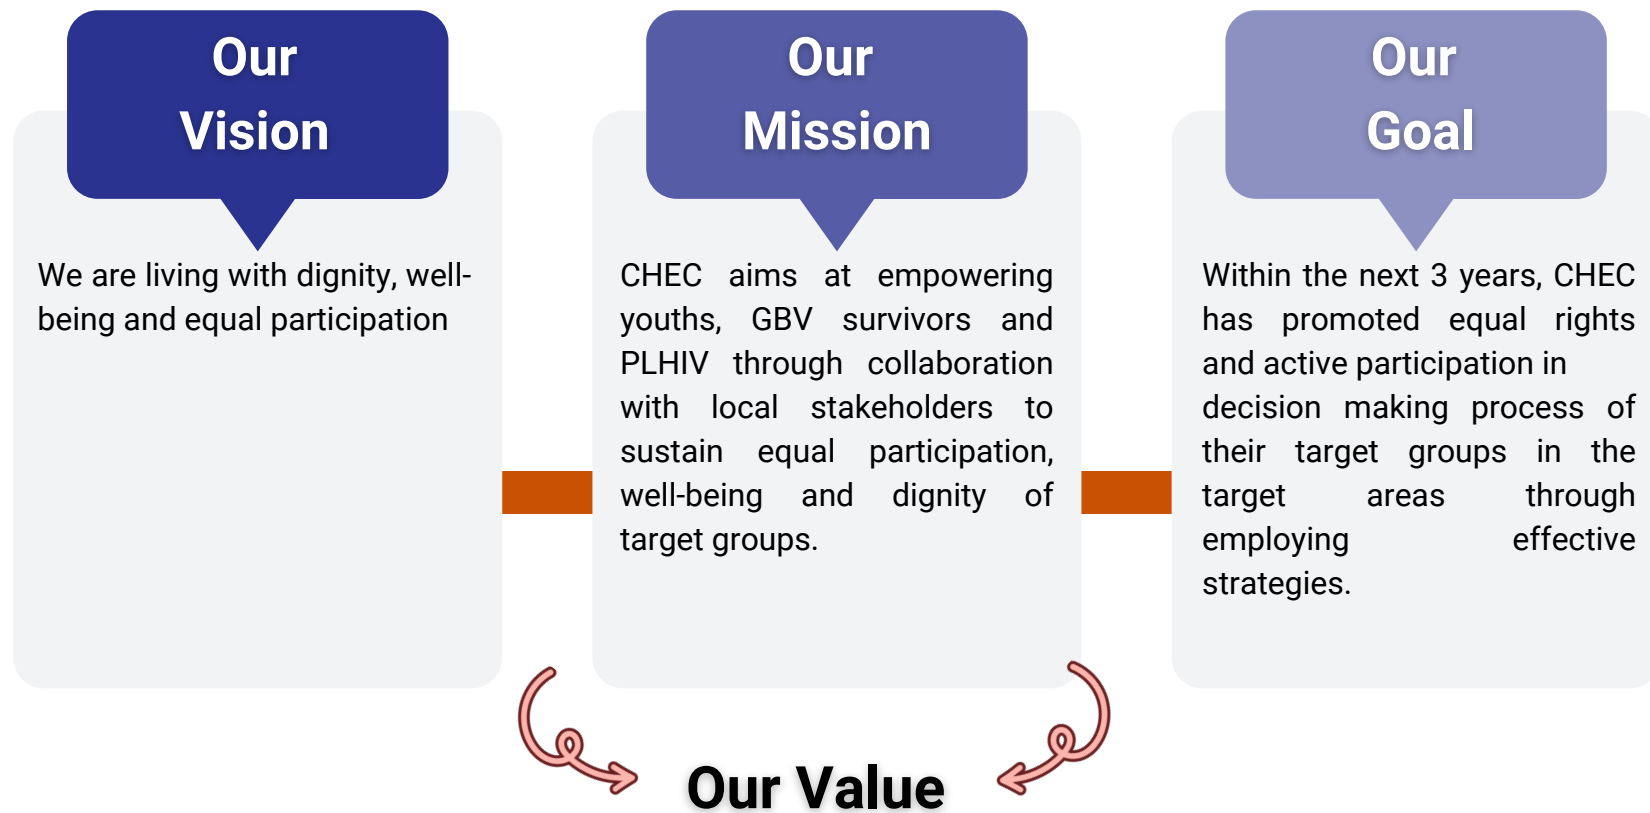 Our
Vision
We are living with dignity, well-
being and equal participation
Our
Mission
CHEC aims at empowering
youths, GBV survivors and
PLHIV through collaboration
with local stakeholders to
sustain equal participation,
well-being and dignity of
target groups.
Our
Goal
Within the next 3 years, CHEC
has promoted equal rights
and active participation in
decision making process of
their target groups in the
target areas through
employing effective
strategies.
Our Value